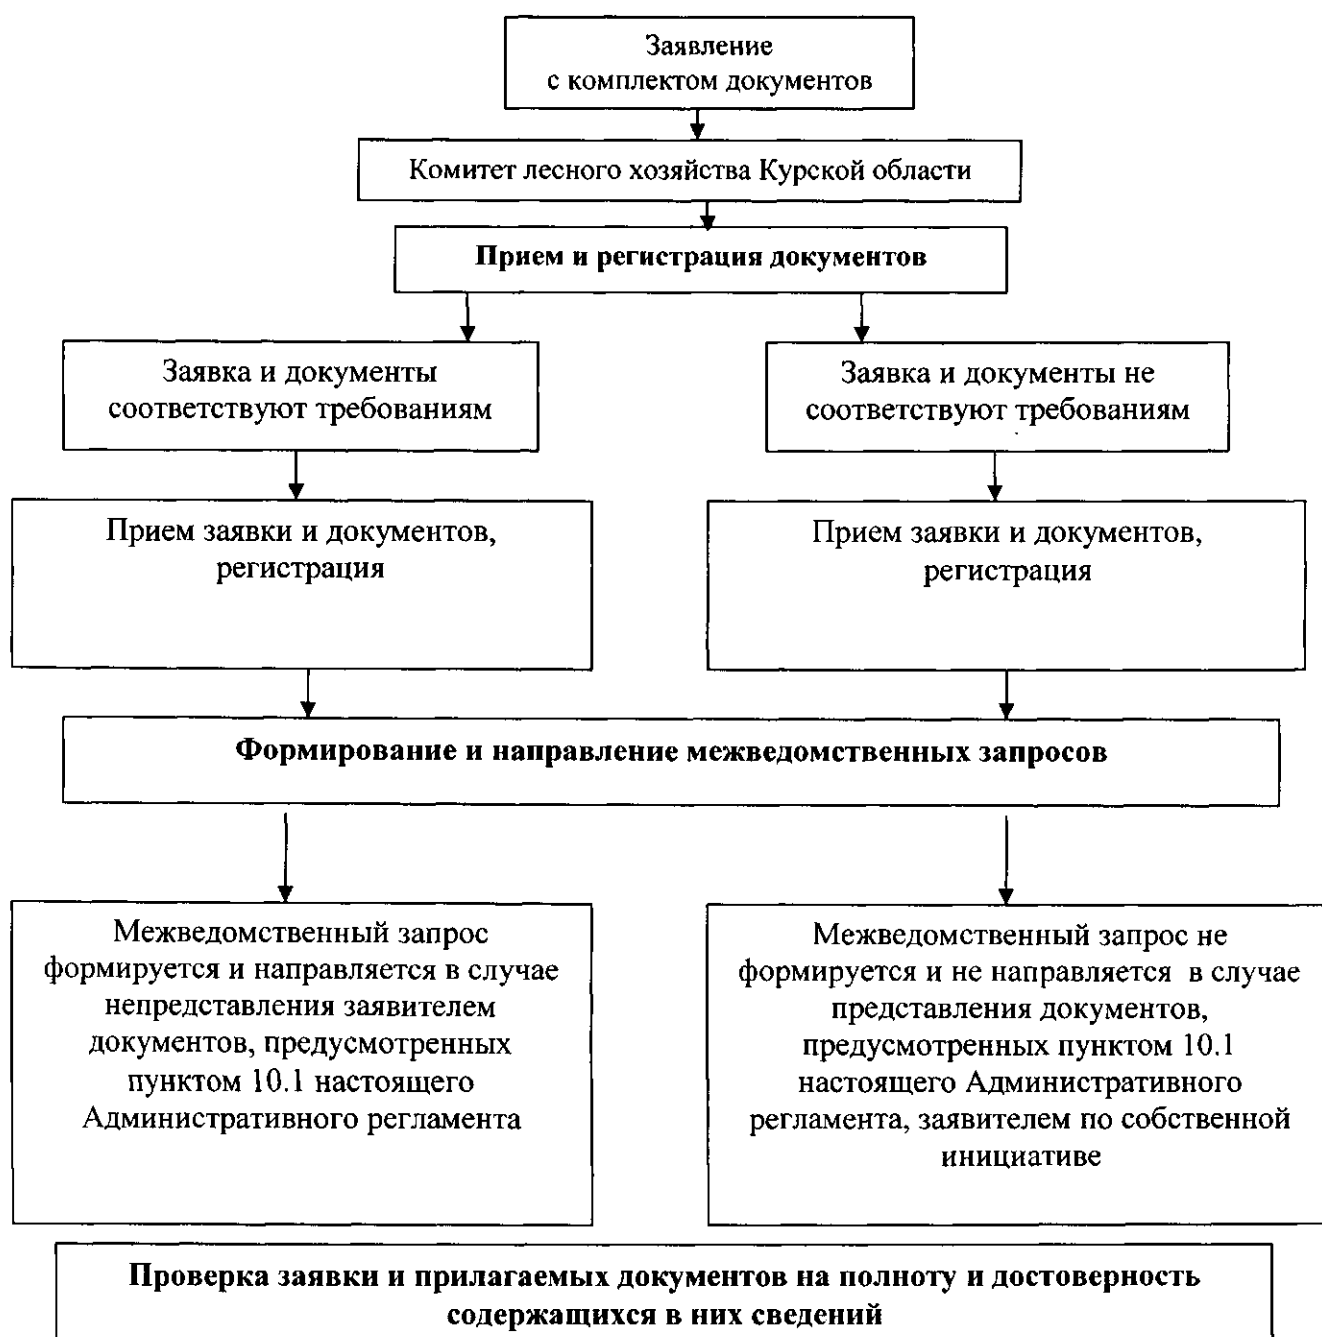 Заявление
с комплектом документов
Комитет лесного хозяйства Курской области
Прием и регистрация документов
Заявка и документы
соответствуют требованиям
Заявка и документы не
соответствуют требованиям
Прием заявки и документов,
регистрация
Прием заявки и документов,
регистрация
Формирование и направление межведомственных запросов
Межведомственный запрос
формируется и направляется в случае
непредставления заявителем
документов, предусмотренных
пунктом 10.1 настоящего
Административного регламента
Межведомственный запрос не
формируется и не направляется в случае
представления документов,
предусмотренных пунктом 10.1
настоящего Административного
регламента, заявителем по собственной
инициативе
Проверка заявки и прилагаемых документов на полноту и достоверность
содержащихся в них сведений